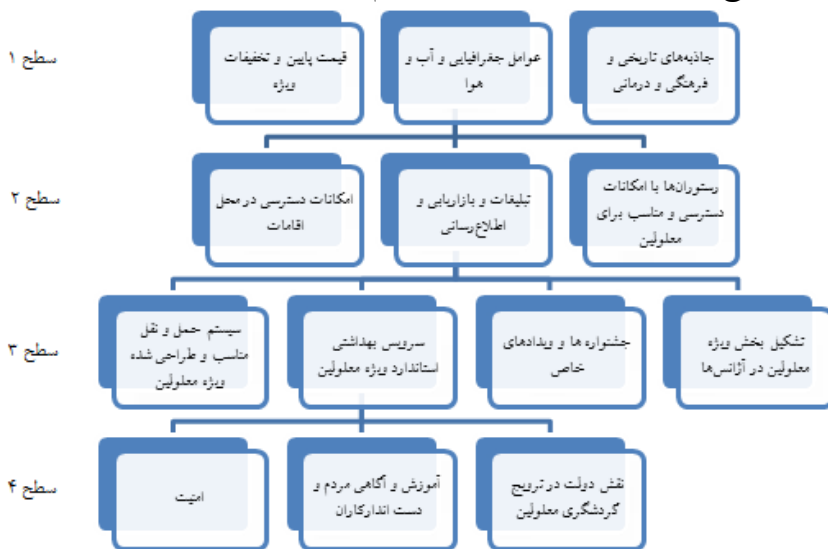 سطح ۱
جاذبه‌های تاریخی و
فرهنگی و درمانی
عوامل جغرافیایی و آب و
هوا
قیمت پایین و تخفیفات
ویژه
سطح ۲
رستوران‌ها با امکانات
دسترسی و مناسب برای
معلولین
تبلیغات و بازاریابی و
اطلاع‌رسانی
امکانات دسترسی در محل
اقامات
سطح ۳
تشکیل بخش ویژه
معلولین در آژانس‌ها
جشنواره ها و ویدادهای
خاص
سرویس بهداشتی
استاندارد ویژه معلولین
سیستم حمل و نقل
مناسب و طراحی شده
ویژه معلولین
سطح ۴
نقش دولت در ترویج
گردشگری معلولین
آموزش و آگاهی مردم و
دست اندارکاران
امنیت